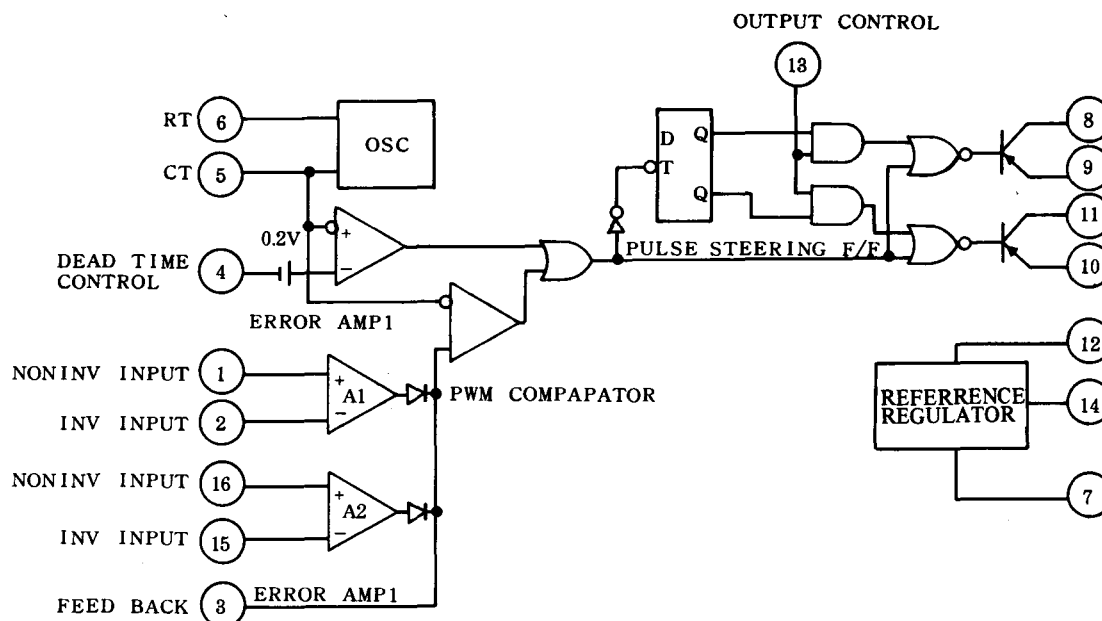 OUTPUT CONTROL
13
RT 6
OSC
CT 5
D Q
T
Q
8
9
11
10
0.2V
+
−
DEAD TIME
CONTROL 4
PULSE STEERING F/F
ERROR AMP1
NONINV INPUT 1
+
A1
−
INV INPUT 2
PWM COMPAPATOR
12
REFERRENCE
REGULATOR
14
7
NONINV INPUT 16
+
A2
−
INV INPUT 15
ERROR AMP1
FEED BACK 3